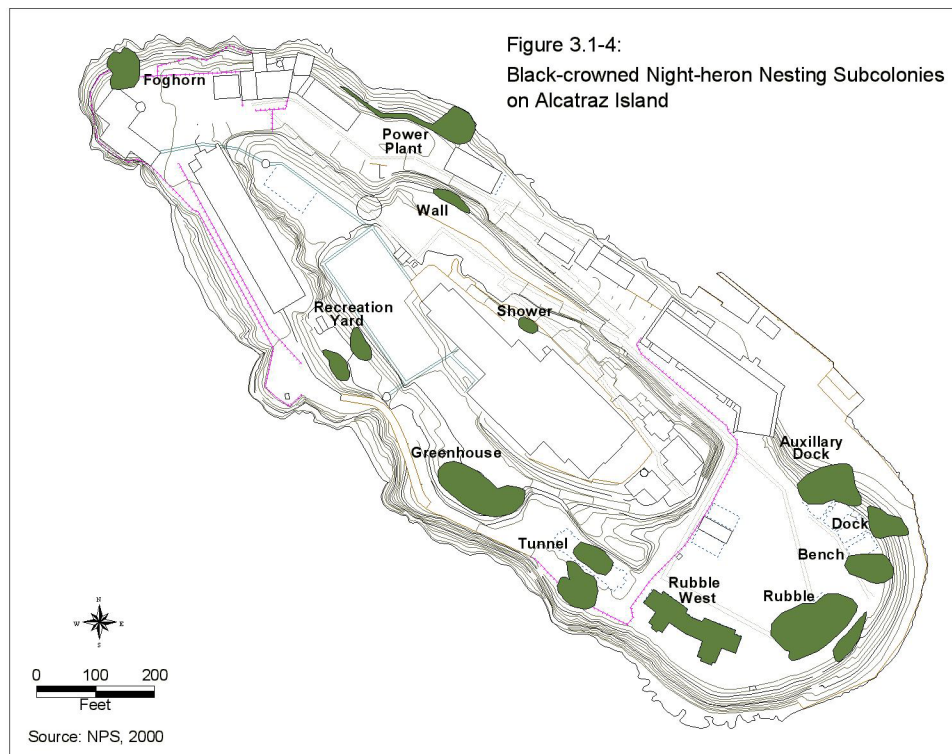 Figure 3.1-4:
Black-crowned Night-heron Nesting Subcolonies
on Alcatraz Island
Foghorn
Power
Plant
Wall
Recreation
Yard
Shower
Greenhouse
Auxillary
Dock
Dock
Bench
Tunnel
Rubble
West
Rubble
N
W E
S
0 100 200
Feet
Source: NPS, 2000